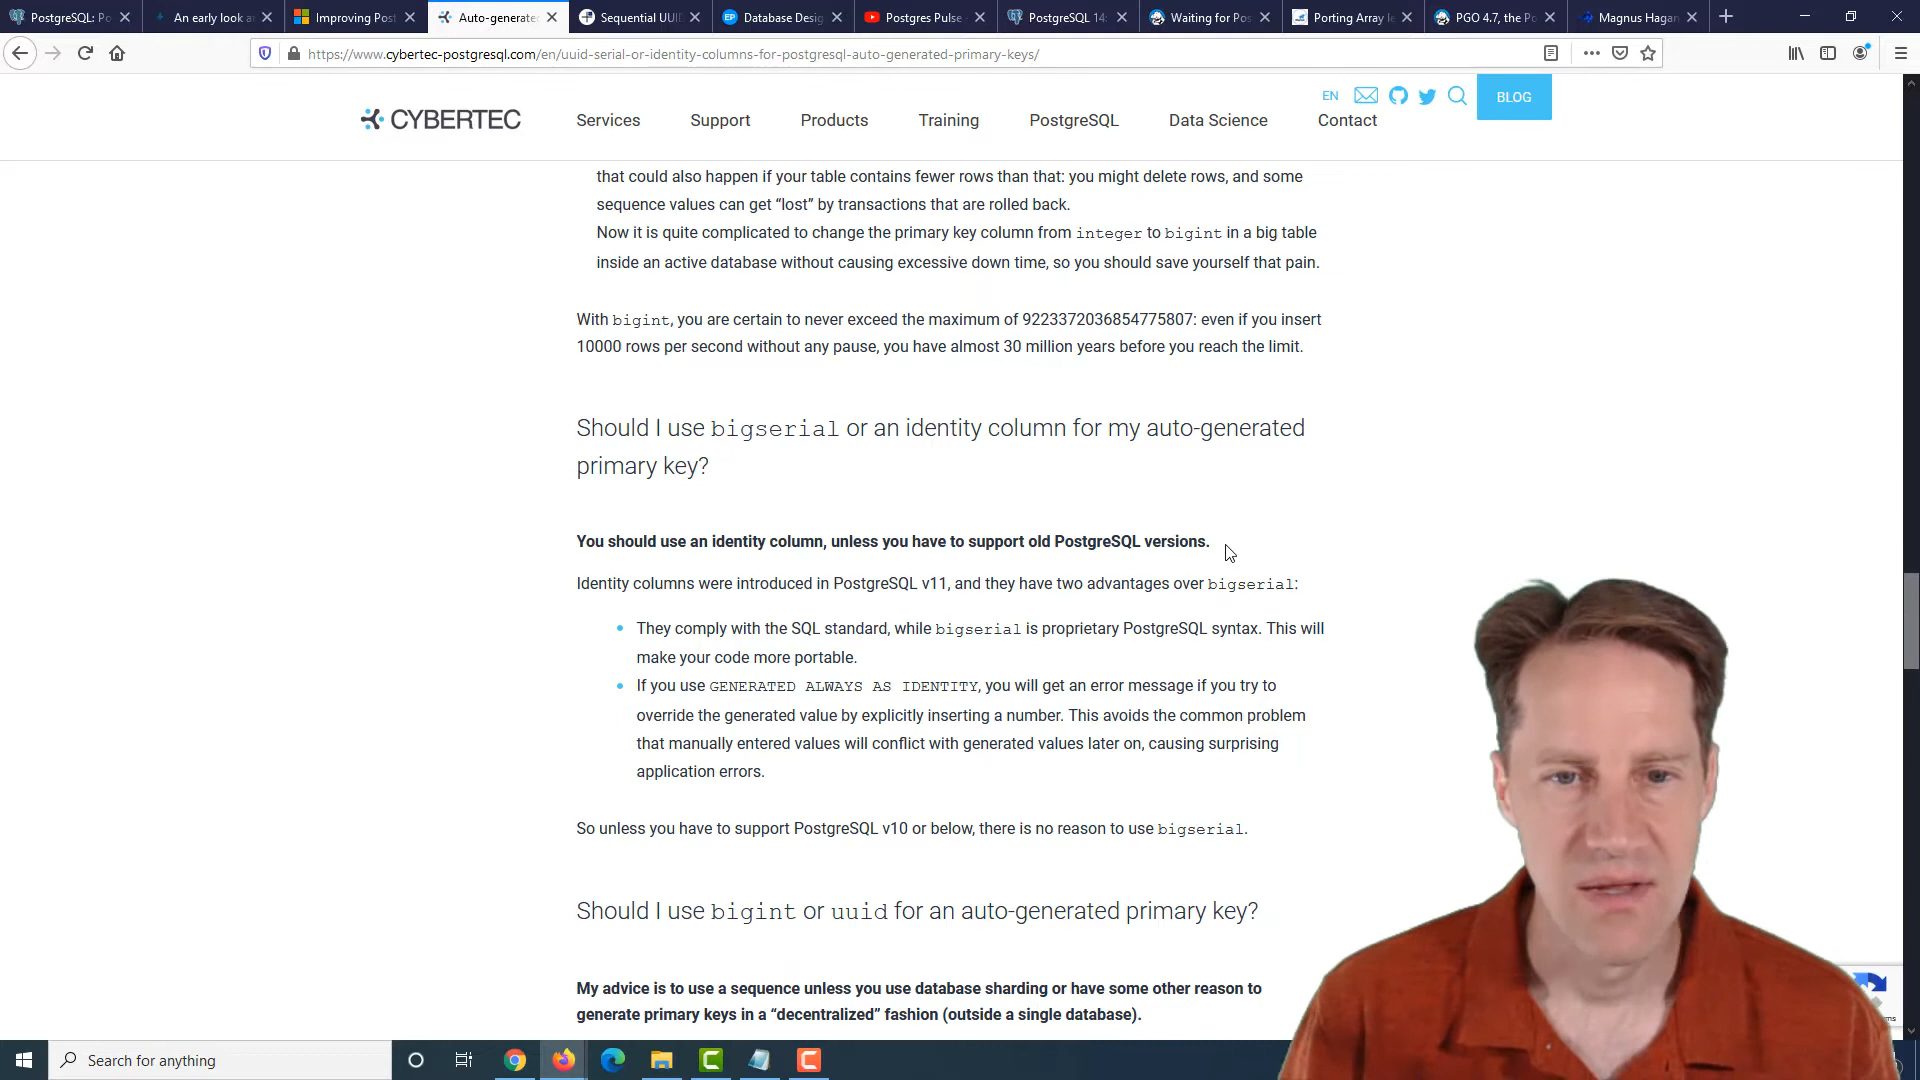 PostgreSQL: Po
An early look a
Improving Post
Auto-generate
Sequential UUI
Database Desig
Postgres Pulse
PostgreSQL 14:
Waiting for Pos
Porting Array le
PGO 4.7, the Po
Magnus Hagan
https://www.cybertec-postgresql.com/en/uuid-serial-or-identity-columns-for-postgresql-auto-generated-primary-keys/
EN
BLOG
CYBERTEC
Services
Support
Products
Training
PostgreSQL
Data Science
Contact
that could also happen if your table contains fewer rows than that: you might delete rows, and some
sequence values can get “lost” by transactions that are rolled back.
Now it is quite complicated to change the primary key column from integer to bigint in a big table
inside an active database without causing excessive down time, so you should save yourself that pain.
With bigint, you are certain to never exceed the maximum of 9223372036854775807: even if you insert
10000 rows per second without any pause, you have almost 30 million years before you reach the limit.
Should I use bigserial or an identity column for my auto-generated
primary key?
You should use an identity column, unless you have to support old PostgreSQL versions.
Identity columns were introduced in PostgreSQL v11, and they have two advantages over bigserial:
They comply with the SQL standard, while bigserial is proprietary PostgreSQL syntax. This will
make your code more portable.
If you use GENERATED ALWAYS AS IDENTITY, you will get an error message if you try to
override the generated value by explicitly inserting a number. This avoids the common problem
that manually entered values will conflict with generated values later on, causing surprising
application errors.
So unless you have to support PostgreSQL v10 or below, there is no reason to use bigserial.
Should I use bigint or uuid for an auto-generated primary key?
My advice is to use a sequence unless you use database sharding or have some other reason to
generate primary keys in a “decentralized” fashion (outside a single database).
Search for anything